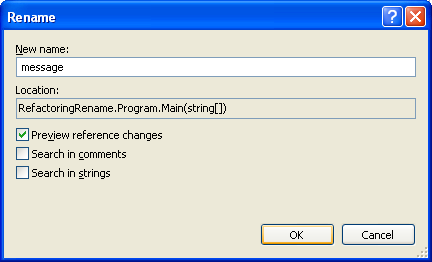 Rename
New name:
message
Location:
RefactoringRename.Program.Main(string[])
Preview reference changes
Search in comments
Search in strings
OK
Cancel